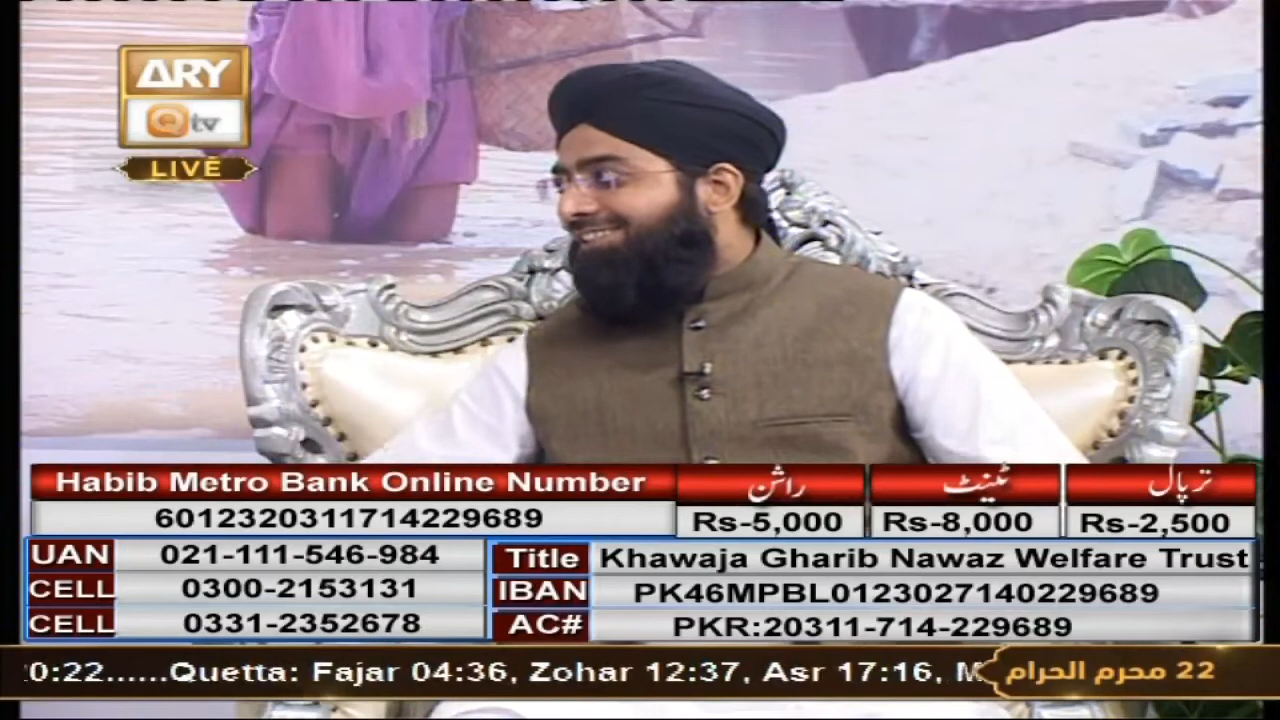 ARY
Q tv
LIVE
Habib Metro Bank Online Number
6012320311714229689
راشن
Rs-5,000
ٹینٹ
Rs-8,000
ترپال
Rs-2,500
UAN 021-111-546-984
CELL 0300-2153131
CELL 0331-2352678
Title Khawaja Gharib Nawaz Welfare Trust
IBAN PK46MPBL0123027140229689
AC# PKR:20311-714-229689
0:22......Quetta: Fajar 04:36, Zohar 12:37, Asr 17:16,
22 محرم الحرام